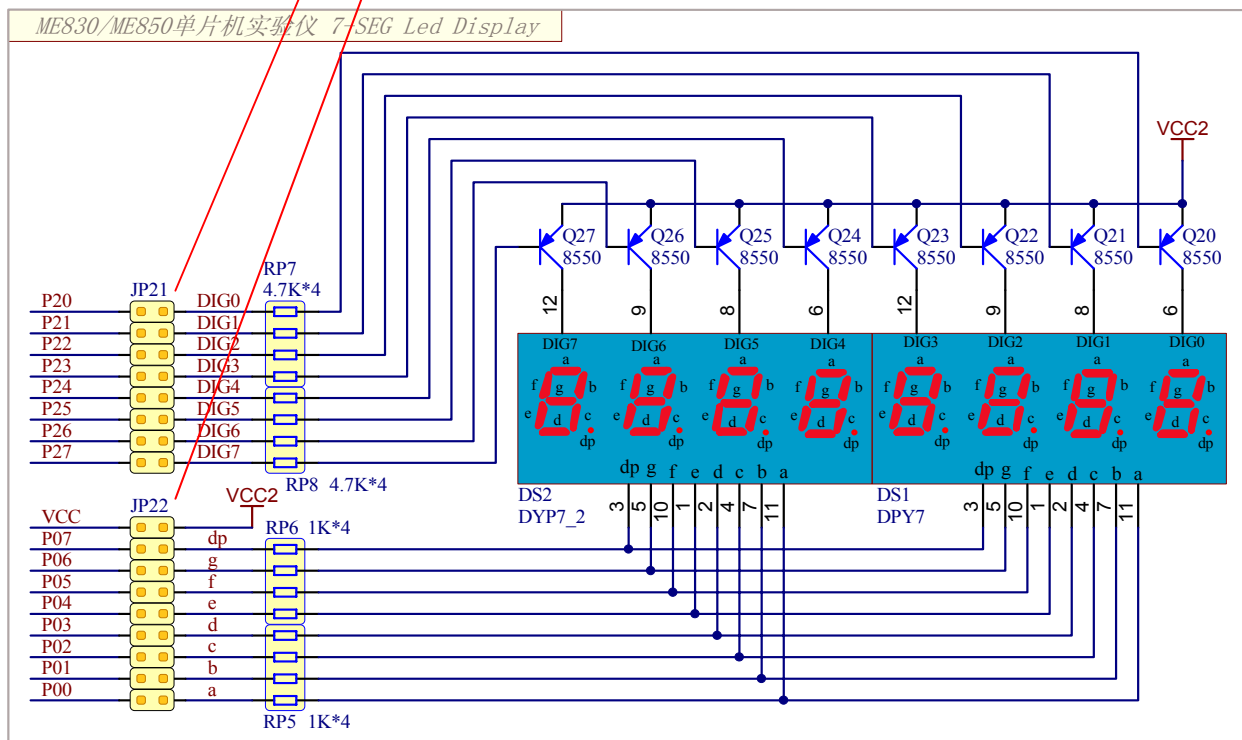 ME830/ME850单片机实验仪 7-SEG Led Display
VCC2
Q27 Q26 Q25 Q24 Q23 Q22 Q21 Q20
8550 8550 8550 8550 8550 8550 8550 8550
12 9 8 6 12 9 8 6
JP21
RP7
4.7K*4
P20 DIG0
P21 DIG1
P22 DIG2
P23 DIG3
P24 DIG4
P25 DIG5
P26 DIG6
P27 DIG7
RP8 4.7K*4
DIG7 DIG6 DIG5 DIG4 DIG3 DIG2 DIG1 DIG0
a a a a a a a a
f g b f g b f g b f g b f g b f g b f g b f g b
e d c e d c e d c e d c e d c e d c e d c e d c
dp dp dp dp dp dp dp dp
dp g f e d c b a dp g f e d c b a
3 5 10 1 2 4 7 11 3 5 10 1 2 4 7 11
DS2
DYP7_2
DS1
DPY7
JP22
VCC2
RP6 1K*4
VCC
P07 dp
P06 g
P05 f
P04 e
P03 d
P02 c
P01 b
P00 a
RP5 1K*4